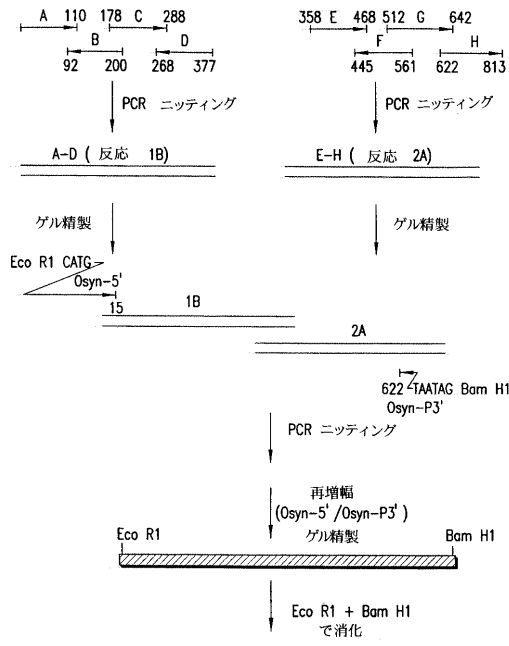 A 110 178 C 288
B D
92 200 268 377
358 E 468 512 G 642
F H
445 561 622 813
PCR ニッティング
PCR ニッティング
A-D ( 反応 1B)
E-H ( 反応 2A)
ゲル精製
ゲル精製
Eco R1 CATG
Osyn-5'
15
1B
2A
622 TAATAG Bam H1
Osyn-P3'
PCR ニッティング
再増幅
(Osyn-5'/Osyn-P3')
ゲル精製
Eco R1
Bam H1
Eco R1 + Bam H1
で消化